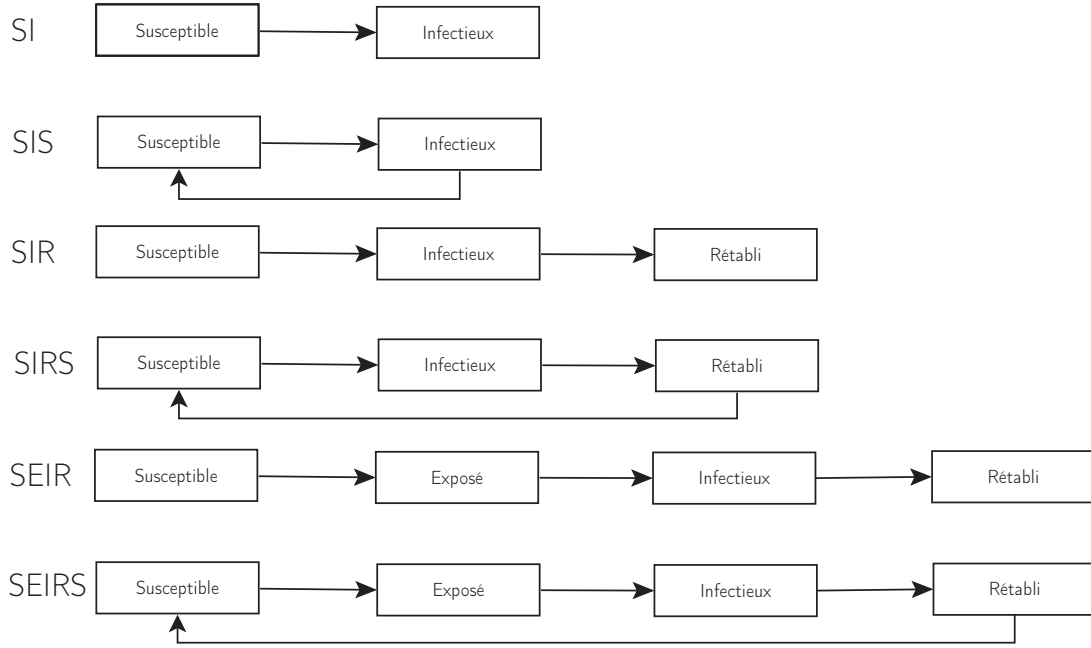 SI Susceptible Infectieux
SIS Susceptible Infectieux
SIR Susceptible Infectieux Rétabli
SIRS Susceptible Infectieux Rétabli
SEIR Susceptible Exposé Infectieux Rétabli
SEIRS Susceptible Exposé Infectieux Rétabli